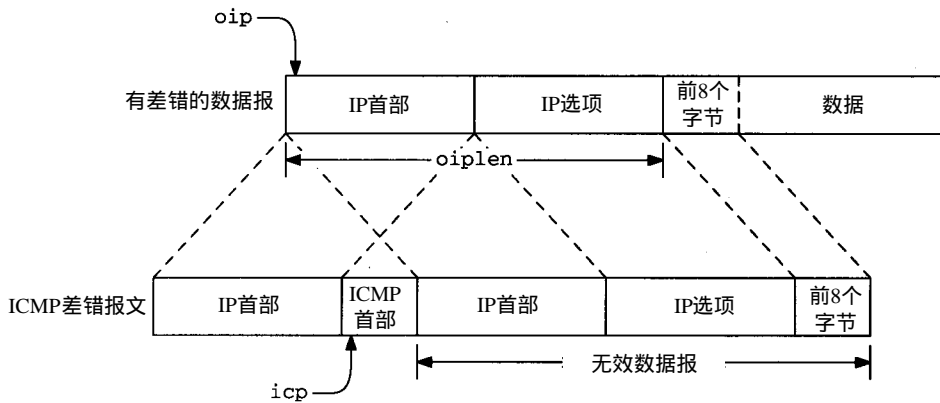 oip
有差错的数据报
IP首部
IP选项
前8个
字节
数据
oiplen
ICMP差错报文
IP首部
ICMP
首部
IP首部
IP选项
前8个
字节
无效数据报
icp